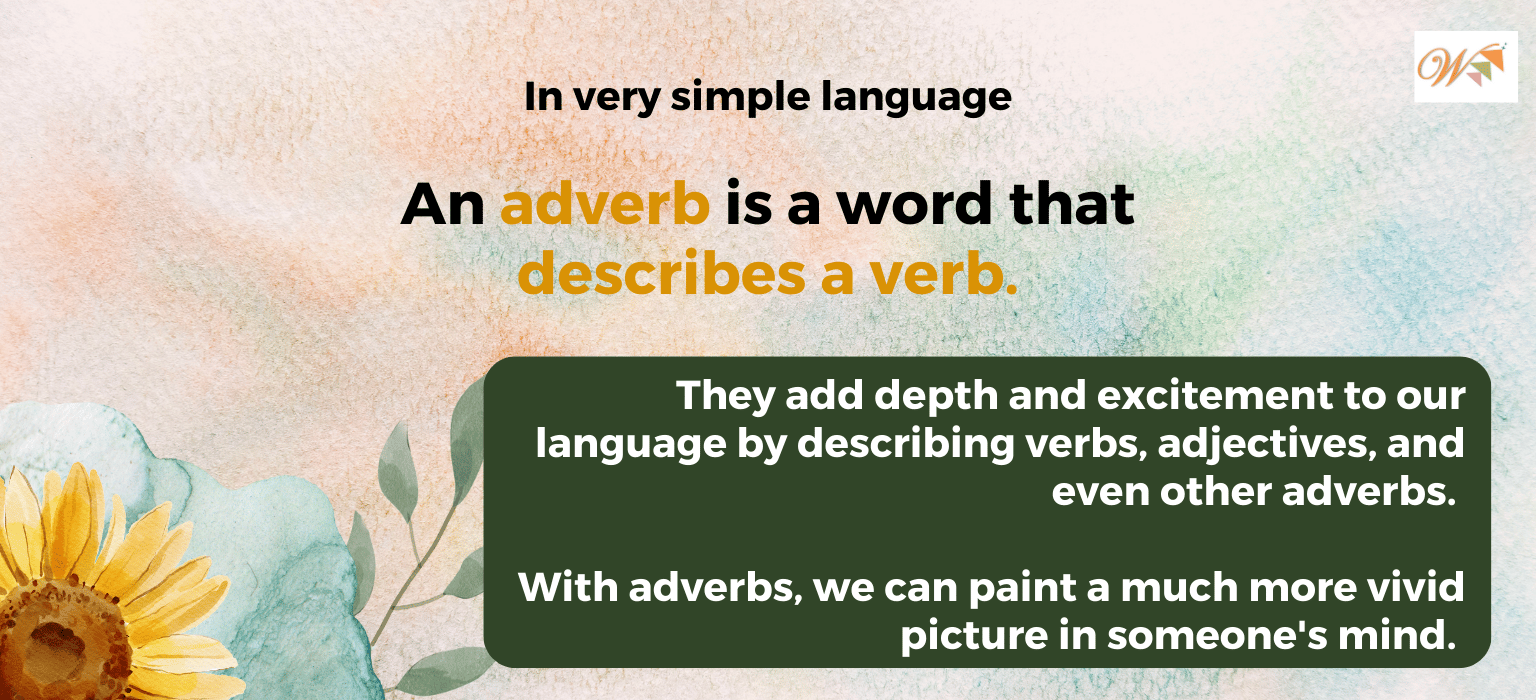 In very simple language
An adverb is a word that
describes a verb.
They add depth and excitement to our
language by describing verbs, adjectives, and
even other adverbs.
With adverbs, we can paint a much more vivid
picture in someone's mind.
W